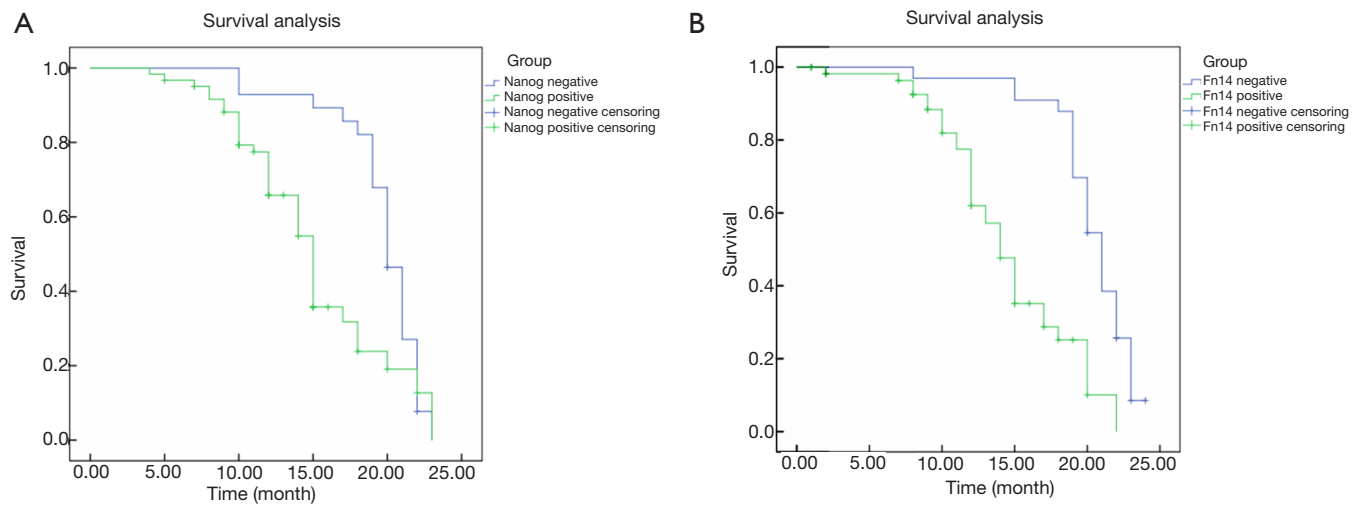 A
Survival analysis
Survival
1.0
0.8
0.6
0.4
0.2
0.0
0.00 5.00 10.00 15.00 20.00 25.00
Time (month)
Group
Nanog negative
Nanog positive
Nanog negative censoring
Nanog positive censoring
B
Survival analysis
Survival
1.0
0.8
0.6
0.4
0.2
0.0
0.00 5.00 10.00 15.00 20.00 25.00
Time (month)
Group
Fn14 negative
Fn14 positive
Fn14 negative censoring
Fn14 positive censoring